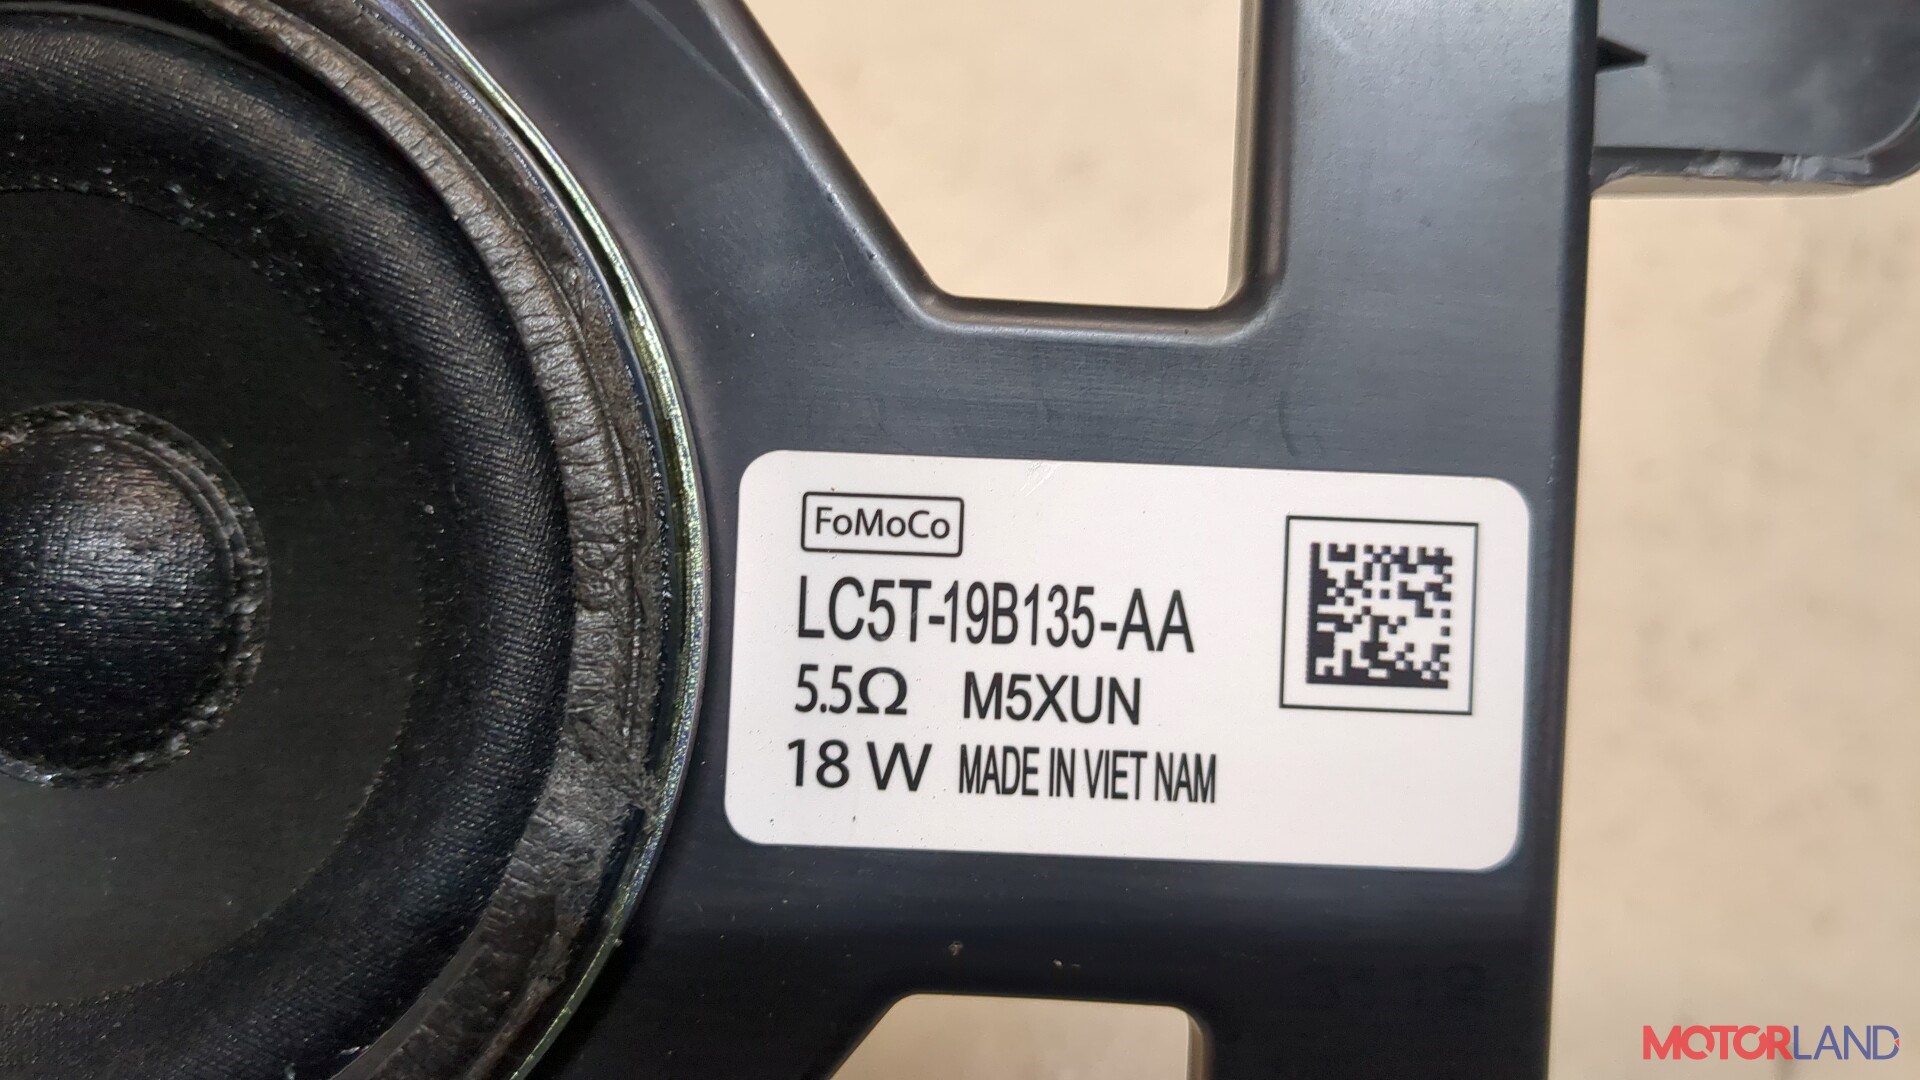 FoMoCo
LC5T-19B135-AA
5.5Ω M5XUN
18 W MADE IN VIET NAM
MOTORLAND